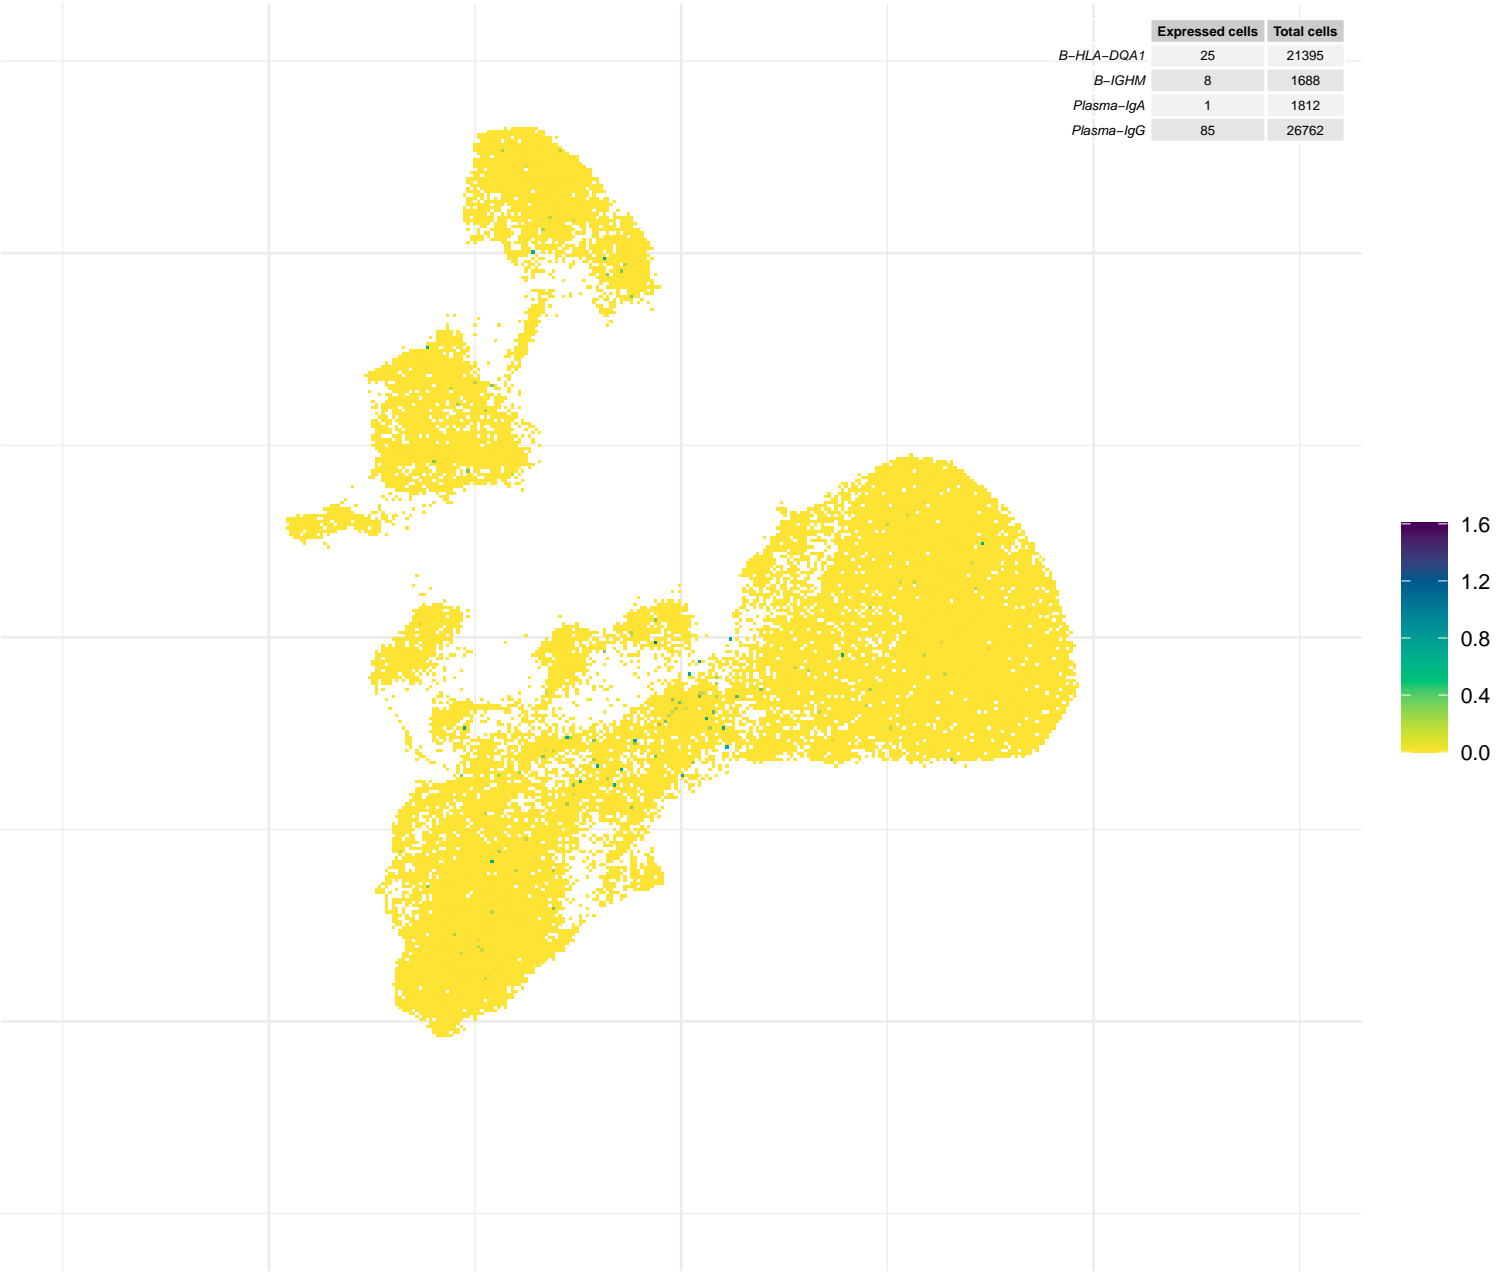 Expressed cells Total cells
B−HLA−DQA1 25 21395
B−IGHM 8 1688
Plasma−IgA 1 1812
Plasma−IgG 85 26762
1.6
1.2
0.8
0.4
0.0